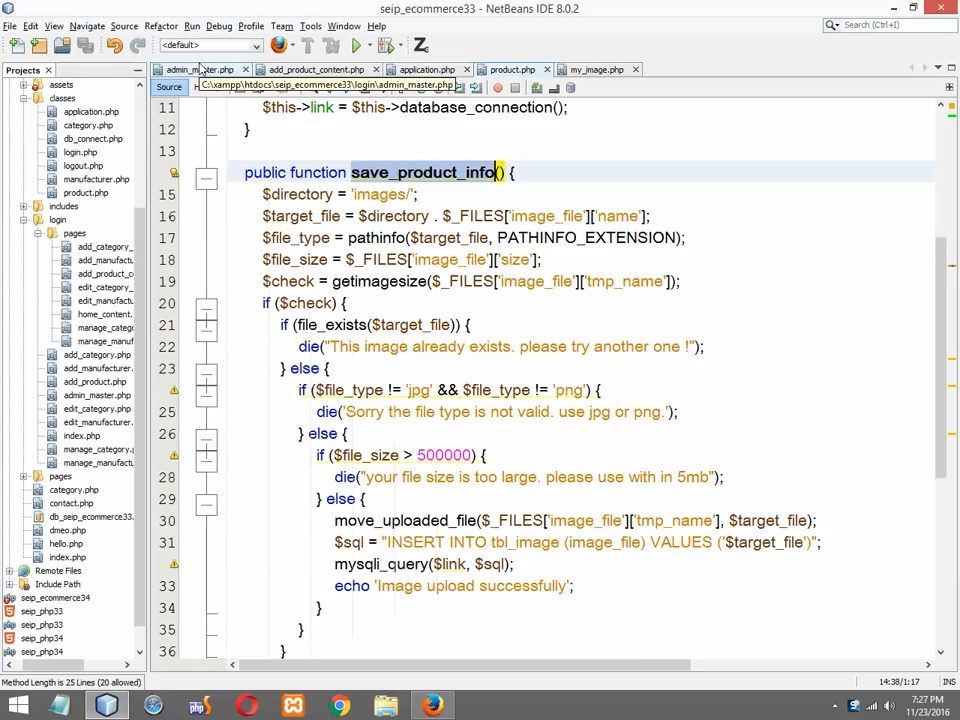 seip_ecommerce33 - NetBeans IDE 8.0.2
File Edit View Navigate Source Refactor Run Debug Profile Team Tools Window Help
Search (Ctrl+I)
<default>
Projects
admin_master.php
add_product_content.php
application.php
product.php
my_image.php
C:\xampp\htdocs\seip_ecommerce33\login\admin_master.php
Source
assets
classes
application.php
category.php
db_connect.php
login.php
logout.php
manufacturer.php
product.php
includes
login
pages
add_category_
add_manufactu
add_product_c
edit_category_
edit_manufact
home_content.
manage_categ
manage_manuf
add_category.php
add_manufacturer.
add_product.php
admin_master.php
edit_category.php
edit_manufacturer.
index.php
manage_category.p
manage_manufactu
pages
category.php
contact.php
db_seip_ecommerce33.
dmeo.php
hello.php
index.php
Remote Files
Include Path
seip_ecommerce34
seip_php33
seip_php33
seip_php34
seip_php34
11 $this->link = $this->database_connection();
12 }
13
public function save_product_info() {
15 $directory = 'images/';
16 $target_file = $directory . $_FILES['image_file']['name'];
17 $file_type = pathinfo($target_file, PATHINFO_EXTENSION);
18 $file_size = $_FILES['image_file']['size'];
19 $check = getimagesize($_FILES['image_file']['tmp_name']);
20 if ($check) {
21 if (file_exists($target_file)) {
22 die("This image already exists. please try another one !");
23 } else {
if ($file_type != 'jpg' && $file_type != 'png') {
25 die('Sorry the file type is not valid. use jpg or png.');
26 } else {
if ($file_size > 500000) {
28 die("your file size is too large. please use with in 5mb");
29 } else {
30 move_uploaded_file($_FILES['image_file']['tmp_name'], $target_file);
31 $sql = "INSERT INTO tbl_image (image_file) VALUES ('$target_file')";
mysqli_query($link, $sql);
33 echo 'Image upload successfully';
34 }
35 }
36 }
Method Length is 25 Lines (20 allowed)
14:38/1:17
INS
7:27 PM
11/23/2016